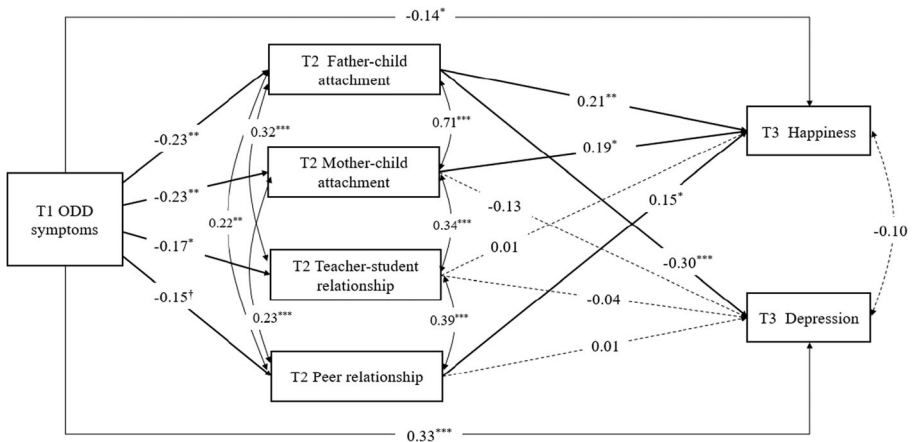 -0.14*
T2 Father-child
attachment
0.21**
-0.23**
0.32***
0.71***
T3 Happiness
T2 Mother-child
attachment
0.19*
-0.23**
T1 ODD
symptoms
0.22**
-0.13
0.15*
0.34***
-0.10
-0.17*
0.01
T2 Teacher-student
relationship
-0.30***
-0.15†
-0.04
0.23***
0.39***
T3 Depression
0.01
T2 Peer relationship
0.33***